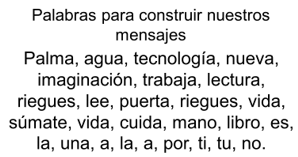 Palabras para construir nuestros
mensajes
Palma, agua, tecnología, nueva,
imaginación, trabaja, lectura,
riegues, lee, puerta, riegues, vida,
súmate, vida, cuida, mano, libro, es,
la, una, a, la, a, por, ti, tu, no.